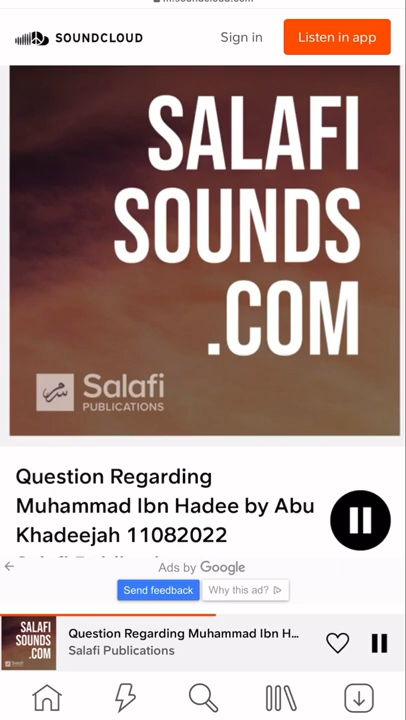 SOUNDCLOUD
Sign in
Listen in app
SALAFI
SOUNDS
.COM
Salafi
PUBLICATIONS
Question Regarding
Muhammad Ibn Hadee by Abu
Khadeejah 11082022
Ads by Google
Send feedback
Why this ad?
SALAFI
SOUNDS
.COM
Question Regarding Muhammad Ibn H...
Salafi Publications